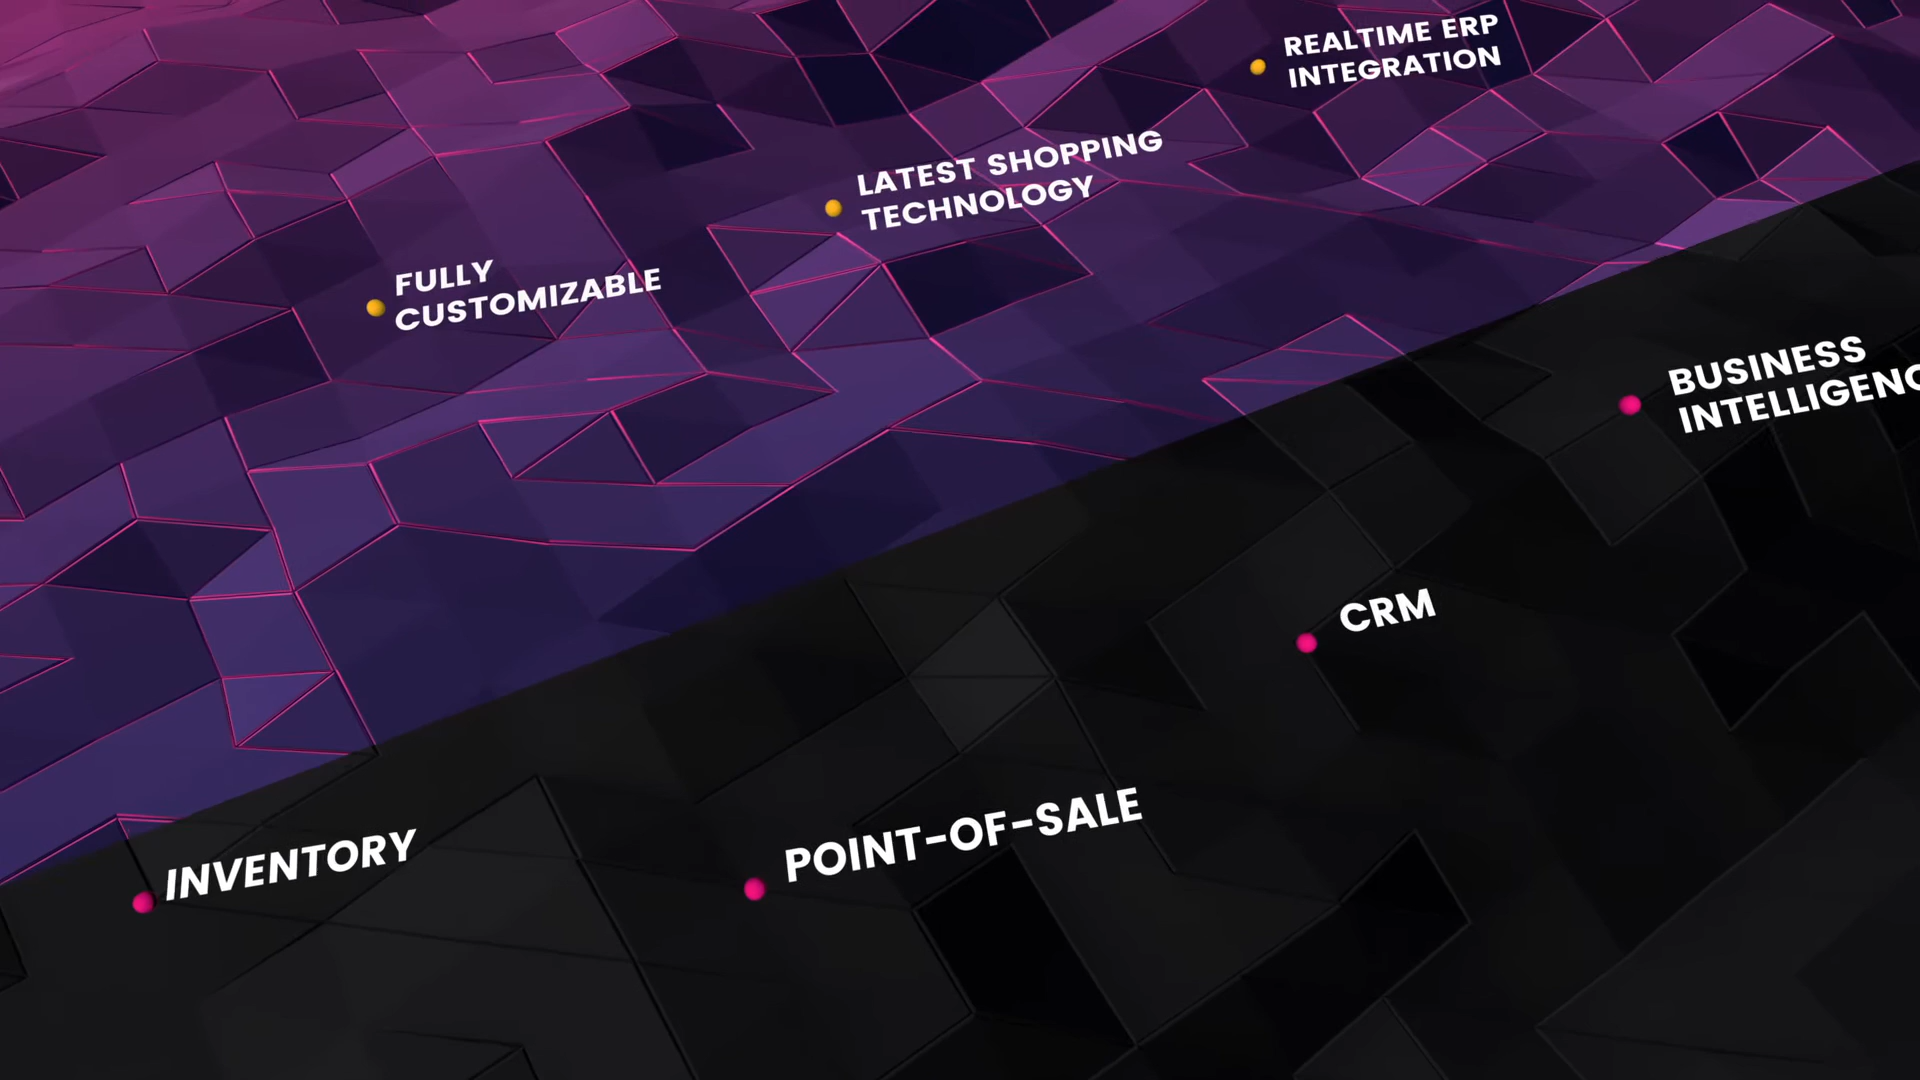 REALTIME ERP
INTEGRATION
LATEST SHOPPING
TECHNOLOGY
FULLY
CUSTOMIZABLE
BUSINESS
CRM
POINT-OF-SALE
INVENTORY